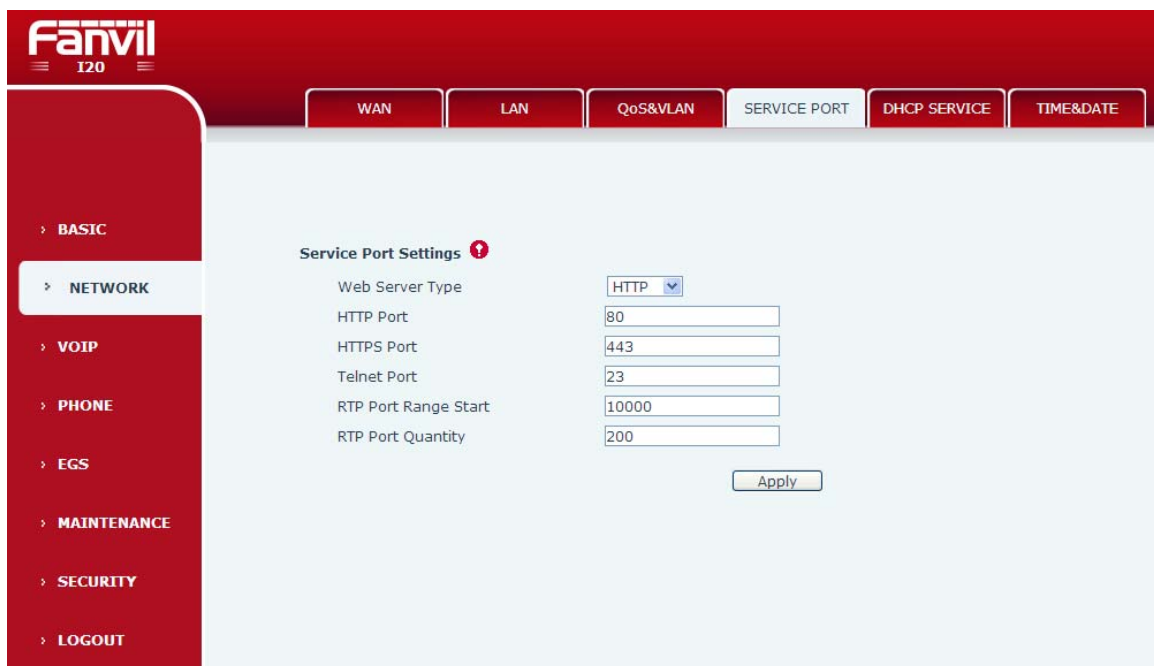 Fanvil
I20
WAN LAN QoS&VLAN SERVICE PORT DHCP SERVICE TIME&DATE
BASIC
NETWORK
VOIP
PHONE
EGS
MAINTENANCE
SECURITY
LOGOUT
Service Port Settings
Web Server Type HTTP
HTTP Port 80
HTTPS Port 443
Telnet Port 23
RTP Port Range Start 10000
RTP Port Quantity 200
Apply